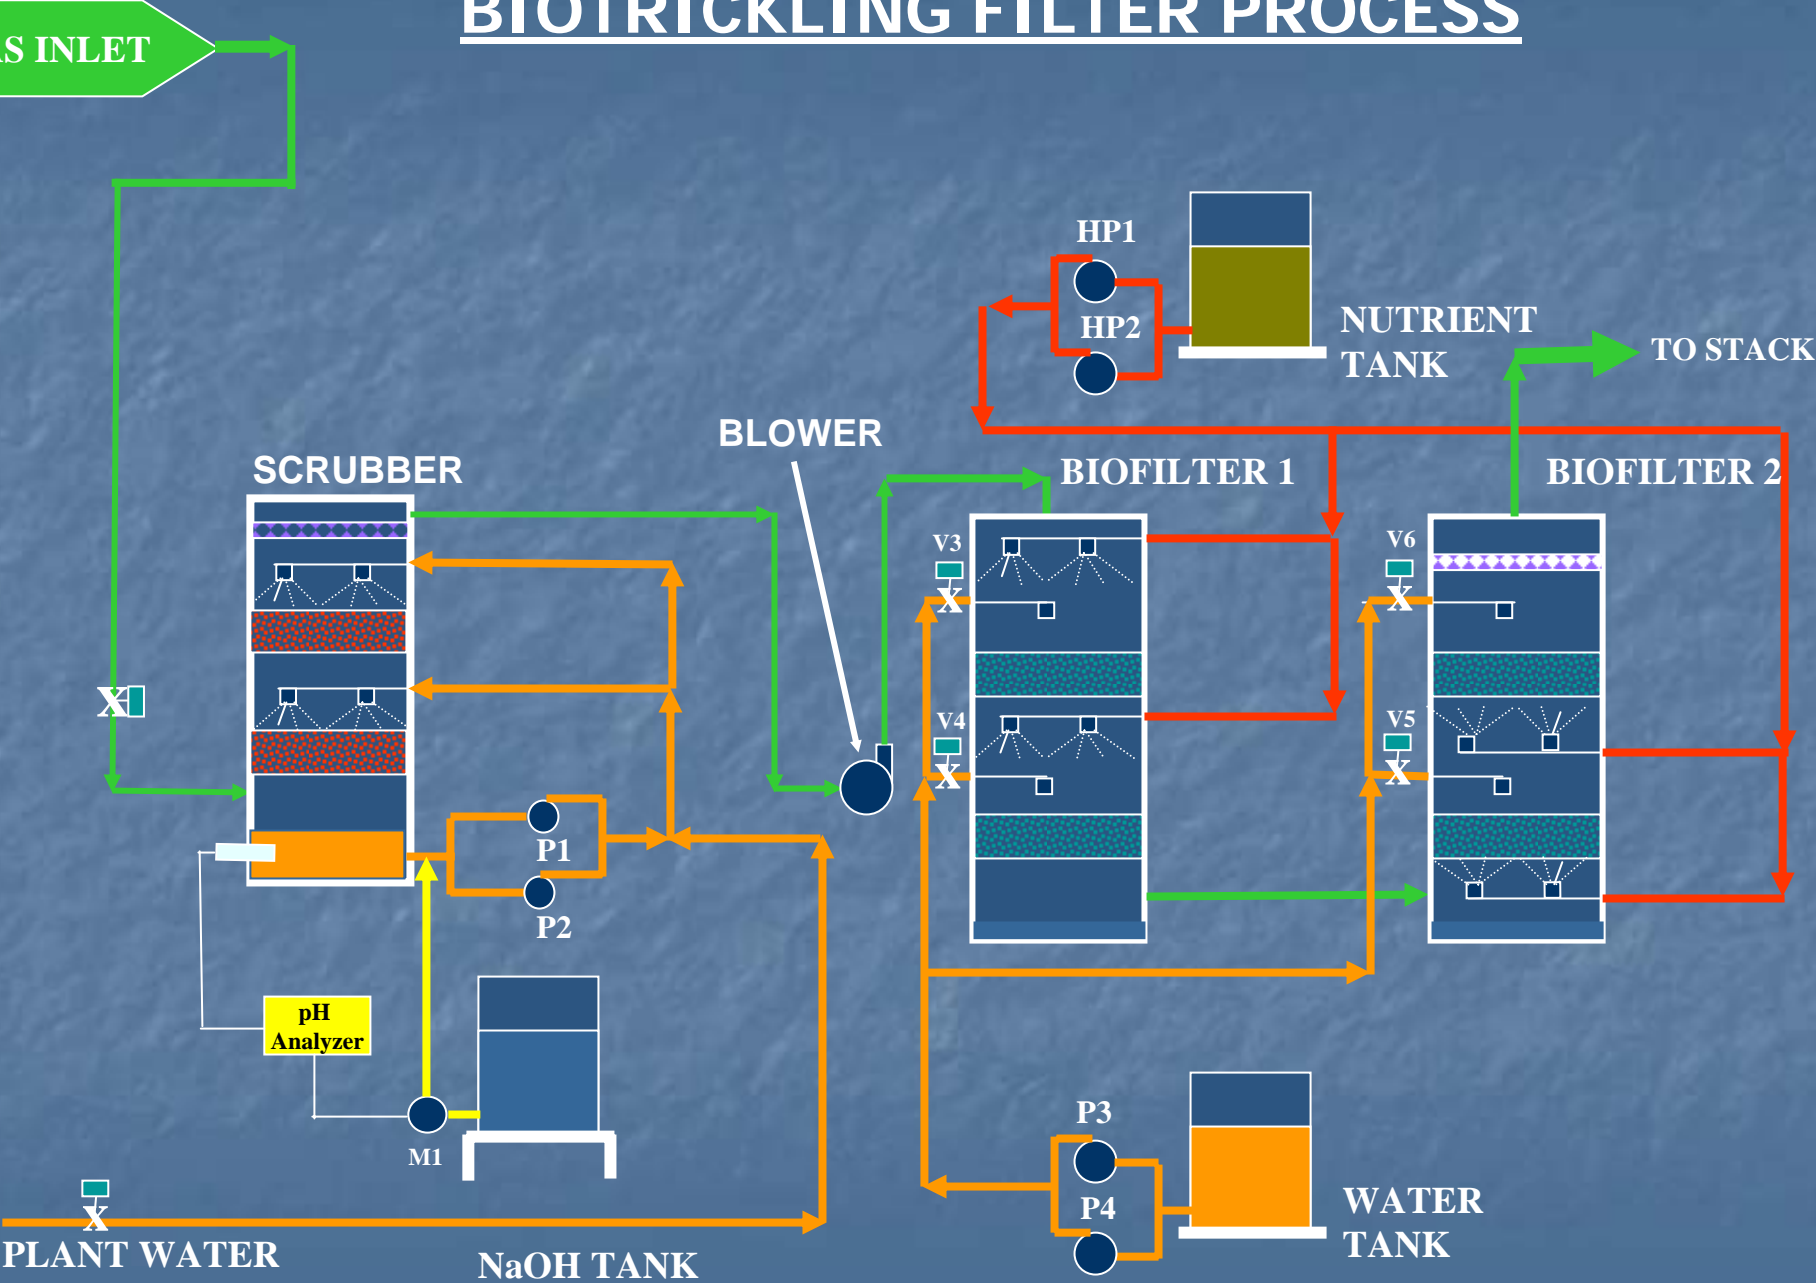 BIOTRICKLING FILTER PROCESS
AS INLET
HP1
HP2
NUTRIENT
TANK
TO STACK
BLOWER
SCRUBBER
BIOFILTER 1
BIOFILTER 2
V3
V6
V4
V5
X
X
X
X
X
P1
P2
pH
Analyzer
M1
P3
P4
WATER
TANK
X
PLANT WATER
NaOH TANK